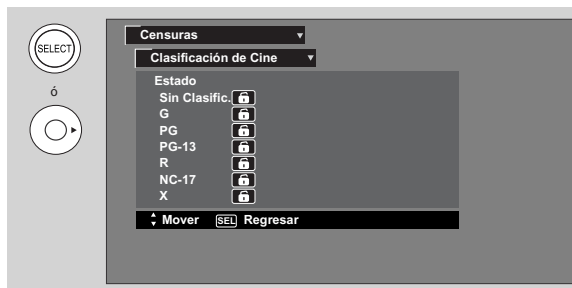 SELECT
ó
Censuras
Clasificación de Cine
Estado
Sin Clasific.
G
PG
PG-13
R
NC-17
X
Mover SEL Regresar